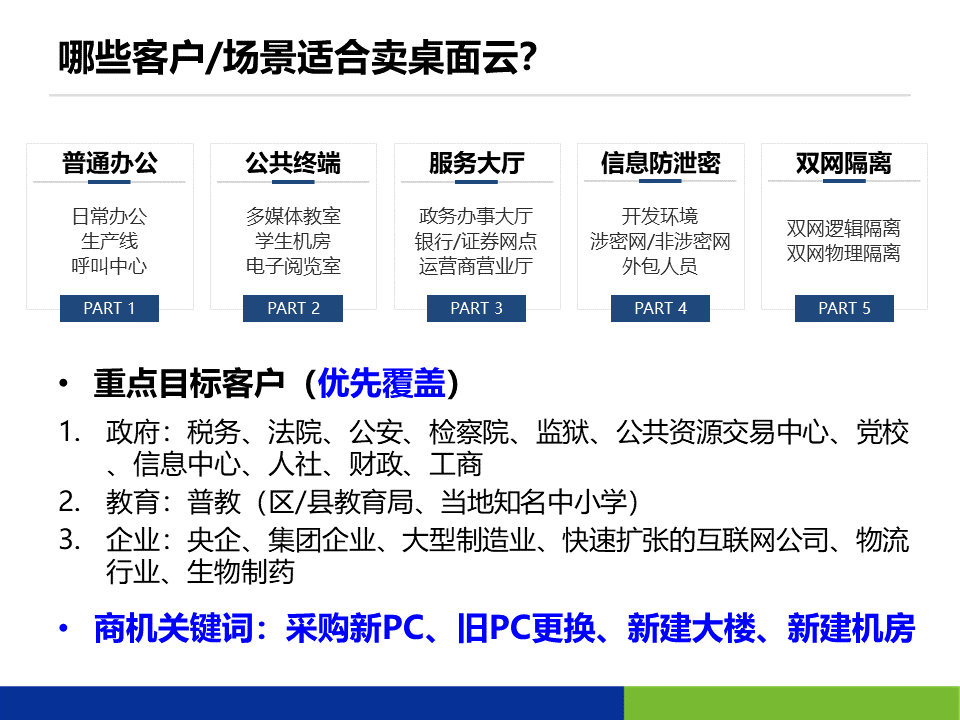 哪些客户/场景适合卖桌面云?
普通办公
日常办公
生产线
呼叫中心
PART 1
公共终端
多媒体教室
学生机房
电子阅览室
PART 2
服务大厅
政务办事大厅
银行/证券网点
运营商营业厅
PART 3
信息防泄密
开发环境
涉密网/非涉密网
外包人员
PART 4
双网隔离
双网逻辑隔离
双网物理隔离
PART 5
• 重点目标客户（优先覆盖）
1. 政府：税务、法院、公安、检察院、监狱、公共资源交易中心、党校
、信息中心、人社、财政、工商
2. 教育：普教（区/县教育局、当地知名中小学）
3. 企业：央企、集团企业、大型制造业、快速扩张的互联网公司、物流
行业、生物制药
• 商机关键词：采购新PC、旧PC更换、新建大楼、新建机房